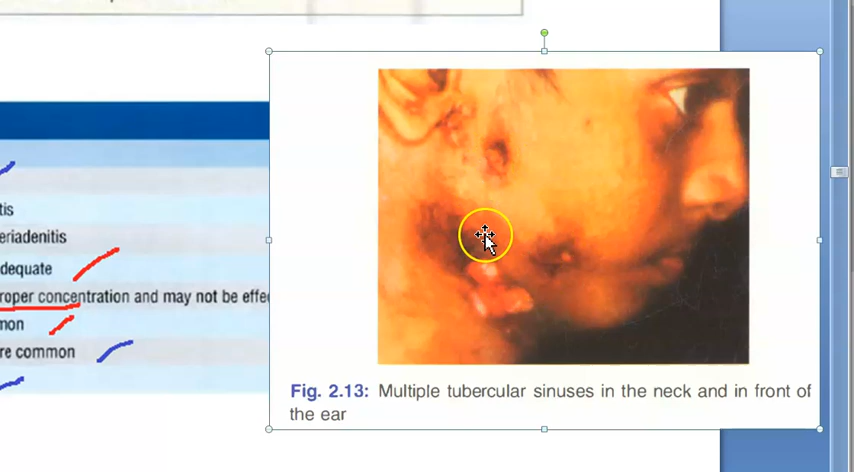 tis
eriadenitis
dequate
roper concentration and may not be effe
mon
re common
Fig. 2.13: Multiple tubercular sinuses in the neck and in front of
the ear